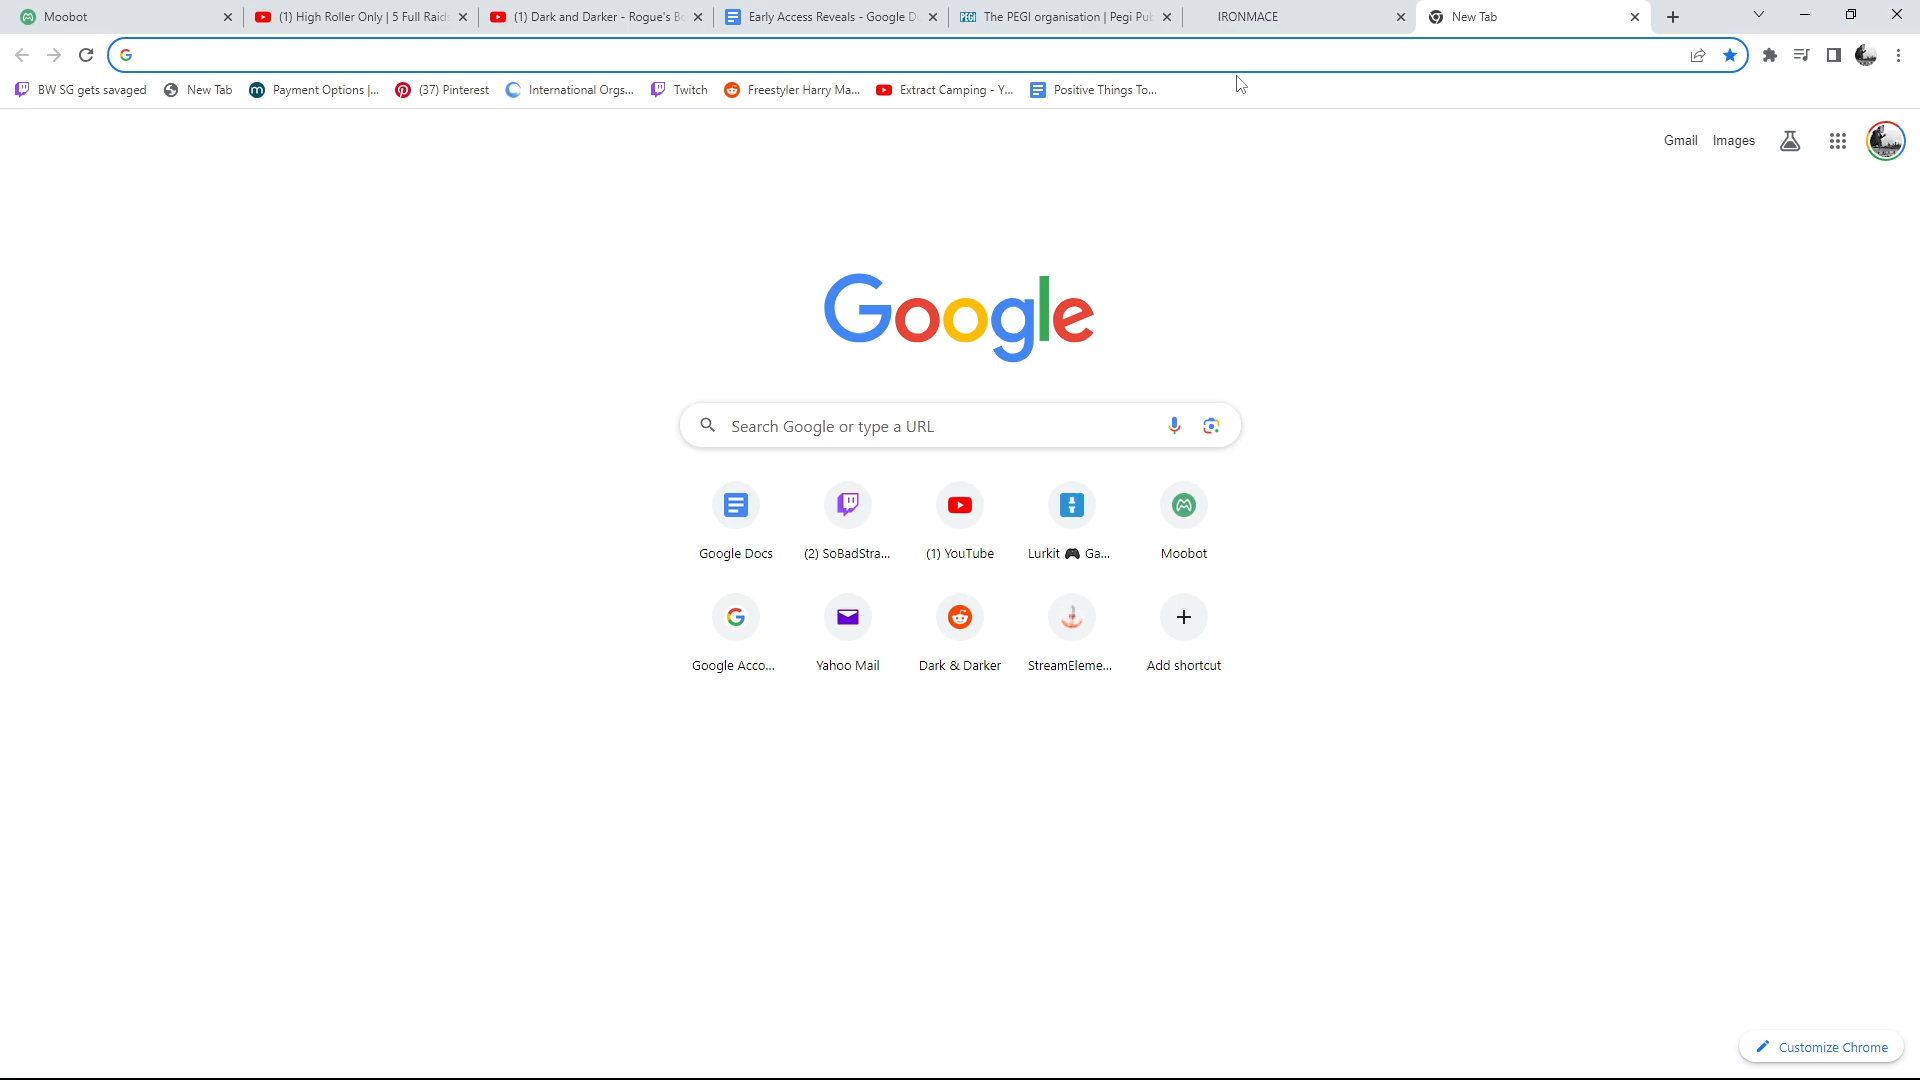 Moobot
(1) High Roller Only | 5 Full Raid
(1) Dark and Darker - Rogue's B
Early Access Reveals - Google D
PEGI The PEGI organisation | Pegi Pu
IRONMACE
New Tab
BW SG gets savaged
New Tab
Payment Options |...
(37) Pinterest
International Orgs...
Twitch
Freestyler Harry Ma...
Extract Camping - Y...
Positive Things To...
Gmail Images
Google
Search Google or type a URL
Google Docs
(2) SoBadStra...
(1) YouTube
Lurkit 🎮 Ga...
Moobot
Google Acco...
Yahoo Mail
Dark & Darker
StreamEleme...
Add shortcut
Customize Chrome